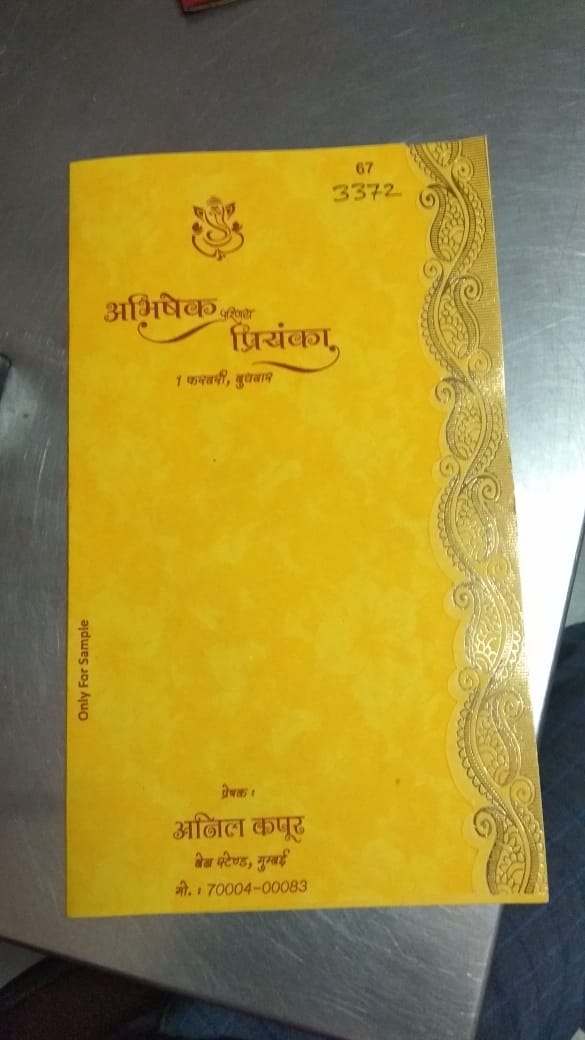 67
3372
अभिषेक परिणय
प्रियंका
1 फरवरी, बुधवार
Only For Sample
प्रेषक :
अनिल कपूर
बेन्ड स्टेण्ड, मुम्बई
मो. : 70004-00083